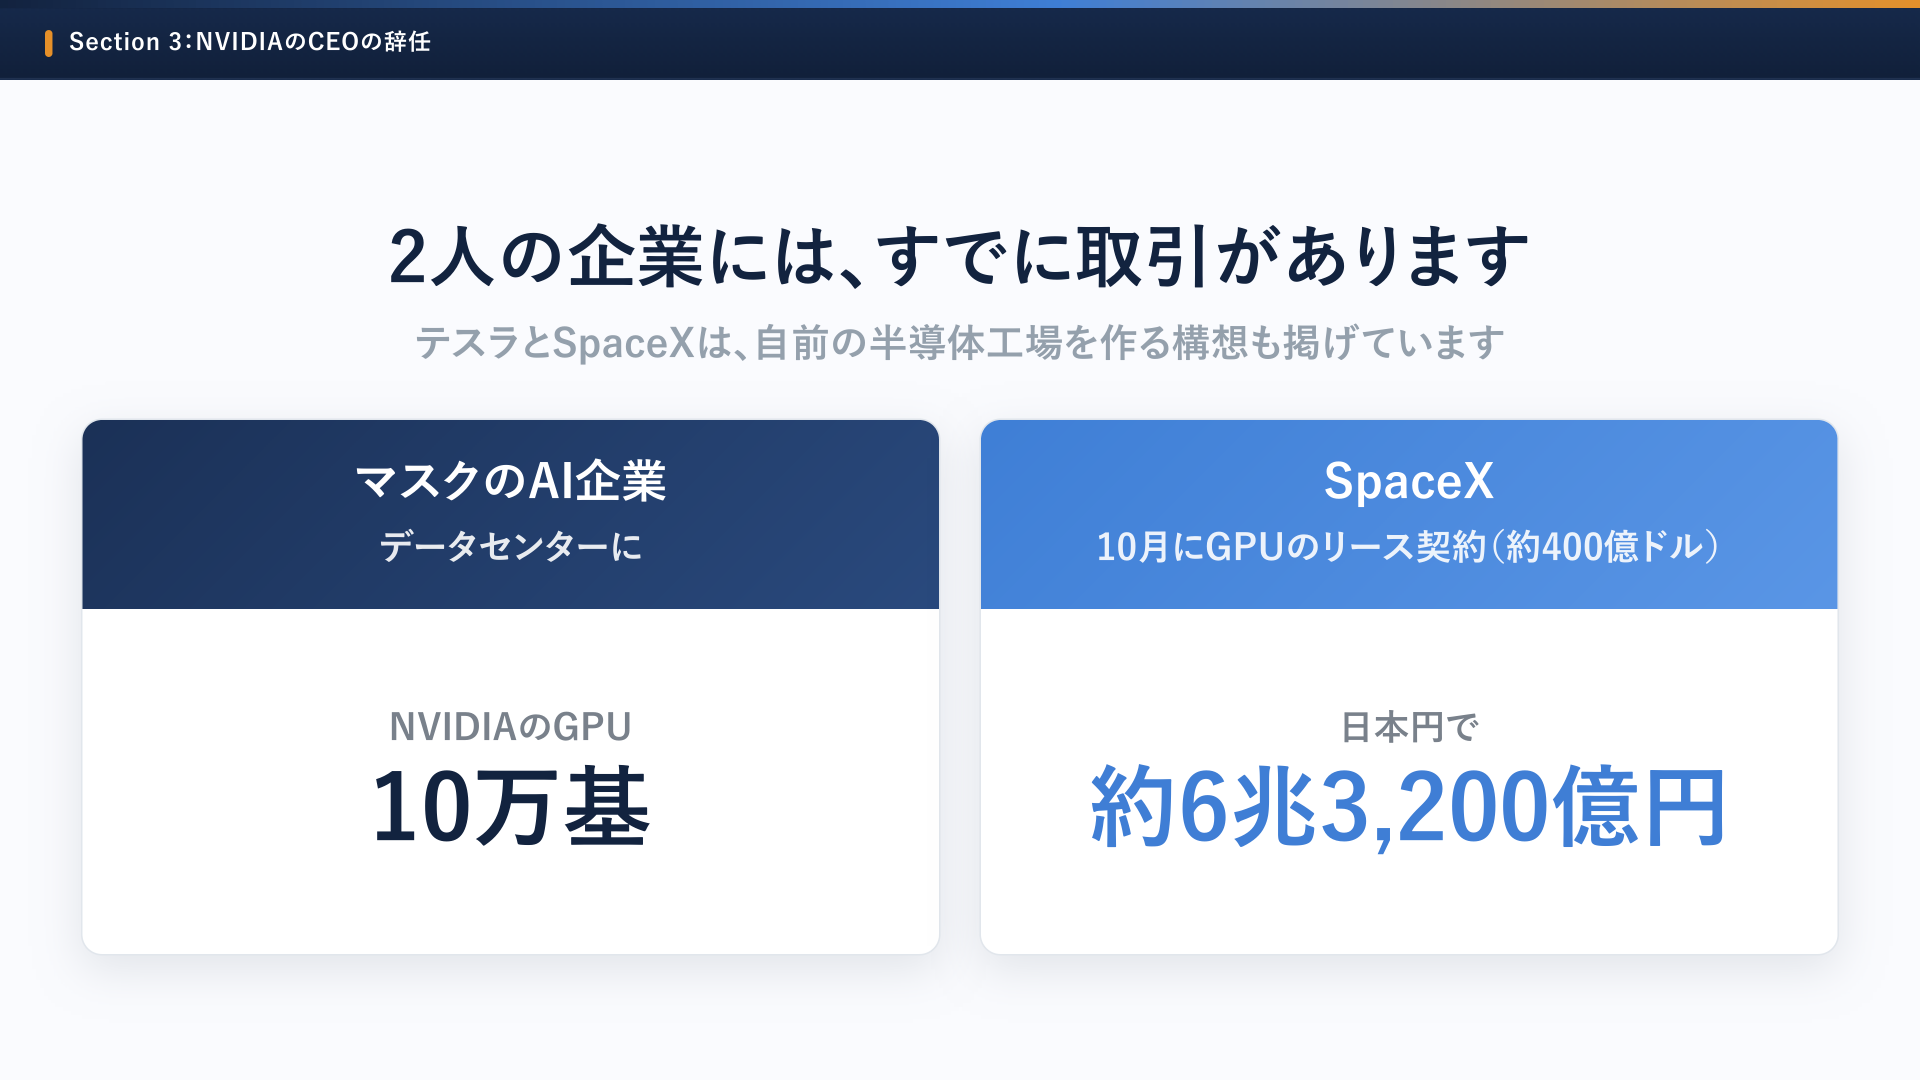 Section 3：NVIDIAのCEOの辞任
2人の企業には、すでに取引があります
テスラとSpaceXは、自前の半導体工場を作る構想も掲げています
マスクのAI企業
データセンターに
NVIDIAのGPU
10万基
SpaceX
10月にGPUのリース契約（約400億ドル）
日本円で
約6兆3,200億円